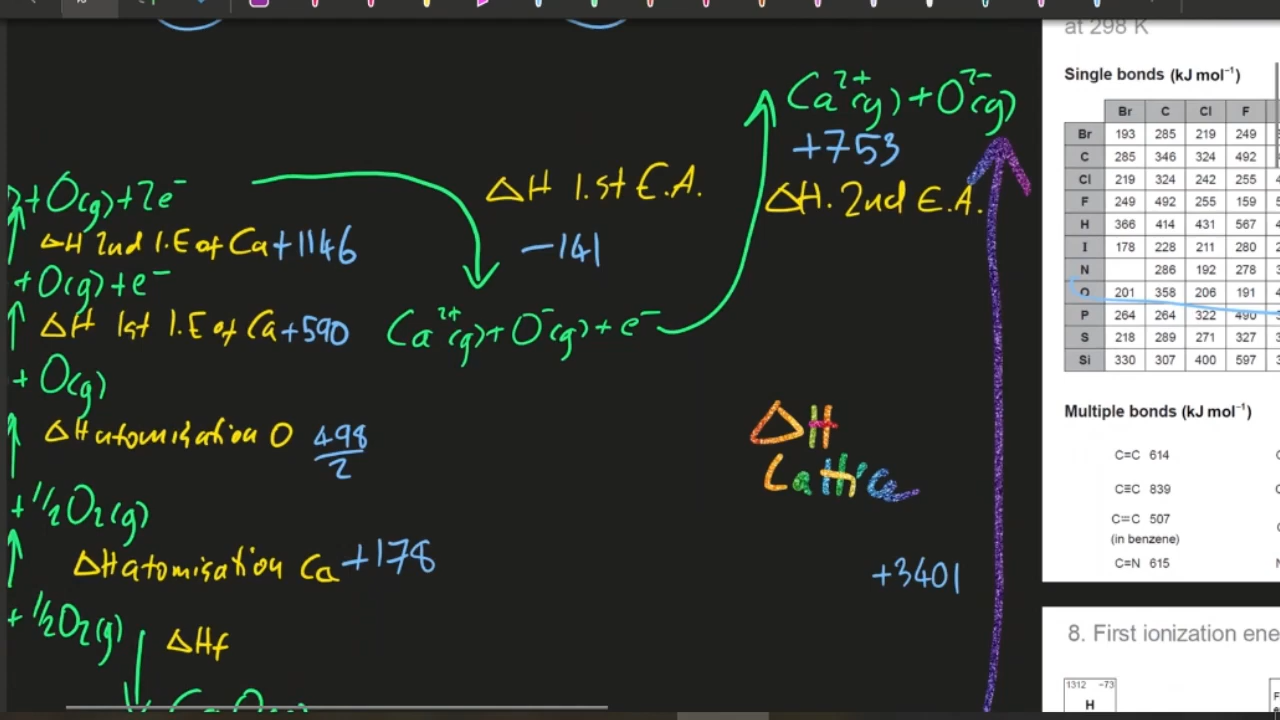 at 298 K
Ca²⁺(g) + O²⁻(g)
+753
ΔH. 2nd E.A.
ΔH 1.st E.A.
−141
+O(g)+2e⁻
ΔH 2nd I.E of Ca +1146
+O(g)+e⁻
ΔH 1st I.E of Ca +590
Ca²⁺(g)+O⁻(g)+e⁻
+ O(g)
ΔHatomisation O 498/2
+ ½O₂(g)
ΔHatomisation Ca +178
+ ½O₂(g)
ΔHf
ΔH
Lattice
+3401
Single bonds (kJ mol⁻¹)
Br C Cl F
Br 193 285 219 249
C 285 346 324 492
Cl 219 324 242 255
F 249 492 255 159
H 366 414 431 567
I 178 228 211 280
N 286 192 278
O 201 358 206 191
P 264 264 322 490
S 218 289 271 327
Si 330 307 400 597
Multiple bonds (kJ mol⁻¹)
C=C 614
C≡C 839
C=C 507
(in benzene)
C=N 615
8. First ionization ene
1312 −73
H